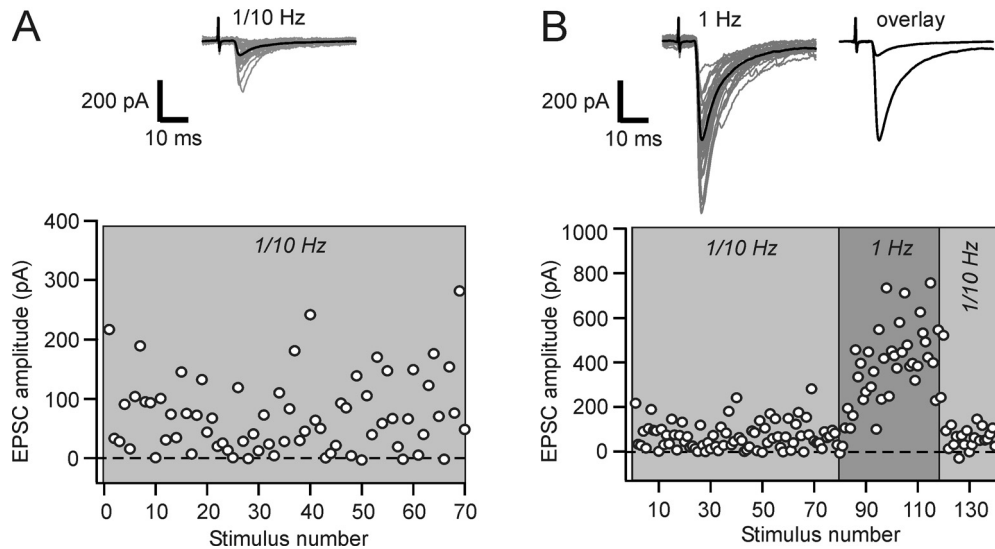 A
1/10 Hz
200 pA
10 ms
EPSC amplitude (pA)
400
300
200
100
0
1/10 Hz
0 10 20 30 40 50 60 70
Stimulus number
B
1 Hz
overlay
200 pA
10 ms
EPSC amplitude (pA)
1000
800
600
400
200
0
1/10 Hz
1 Hz
1/10 Hz
10 30 50 70 90 110 130
Stimulus number